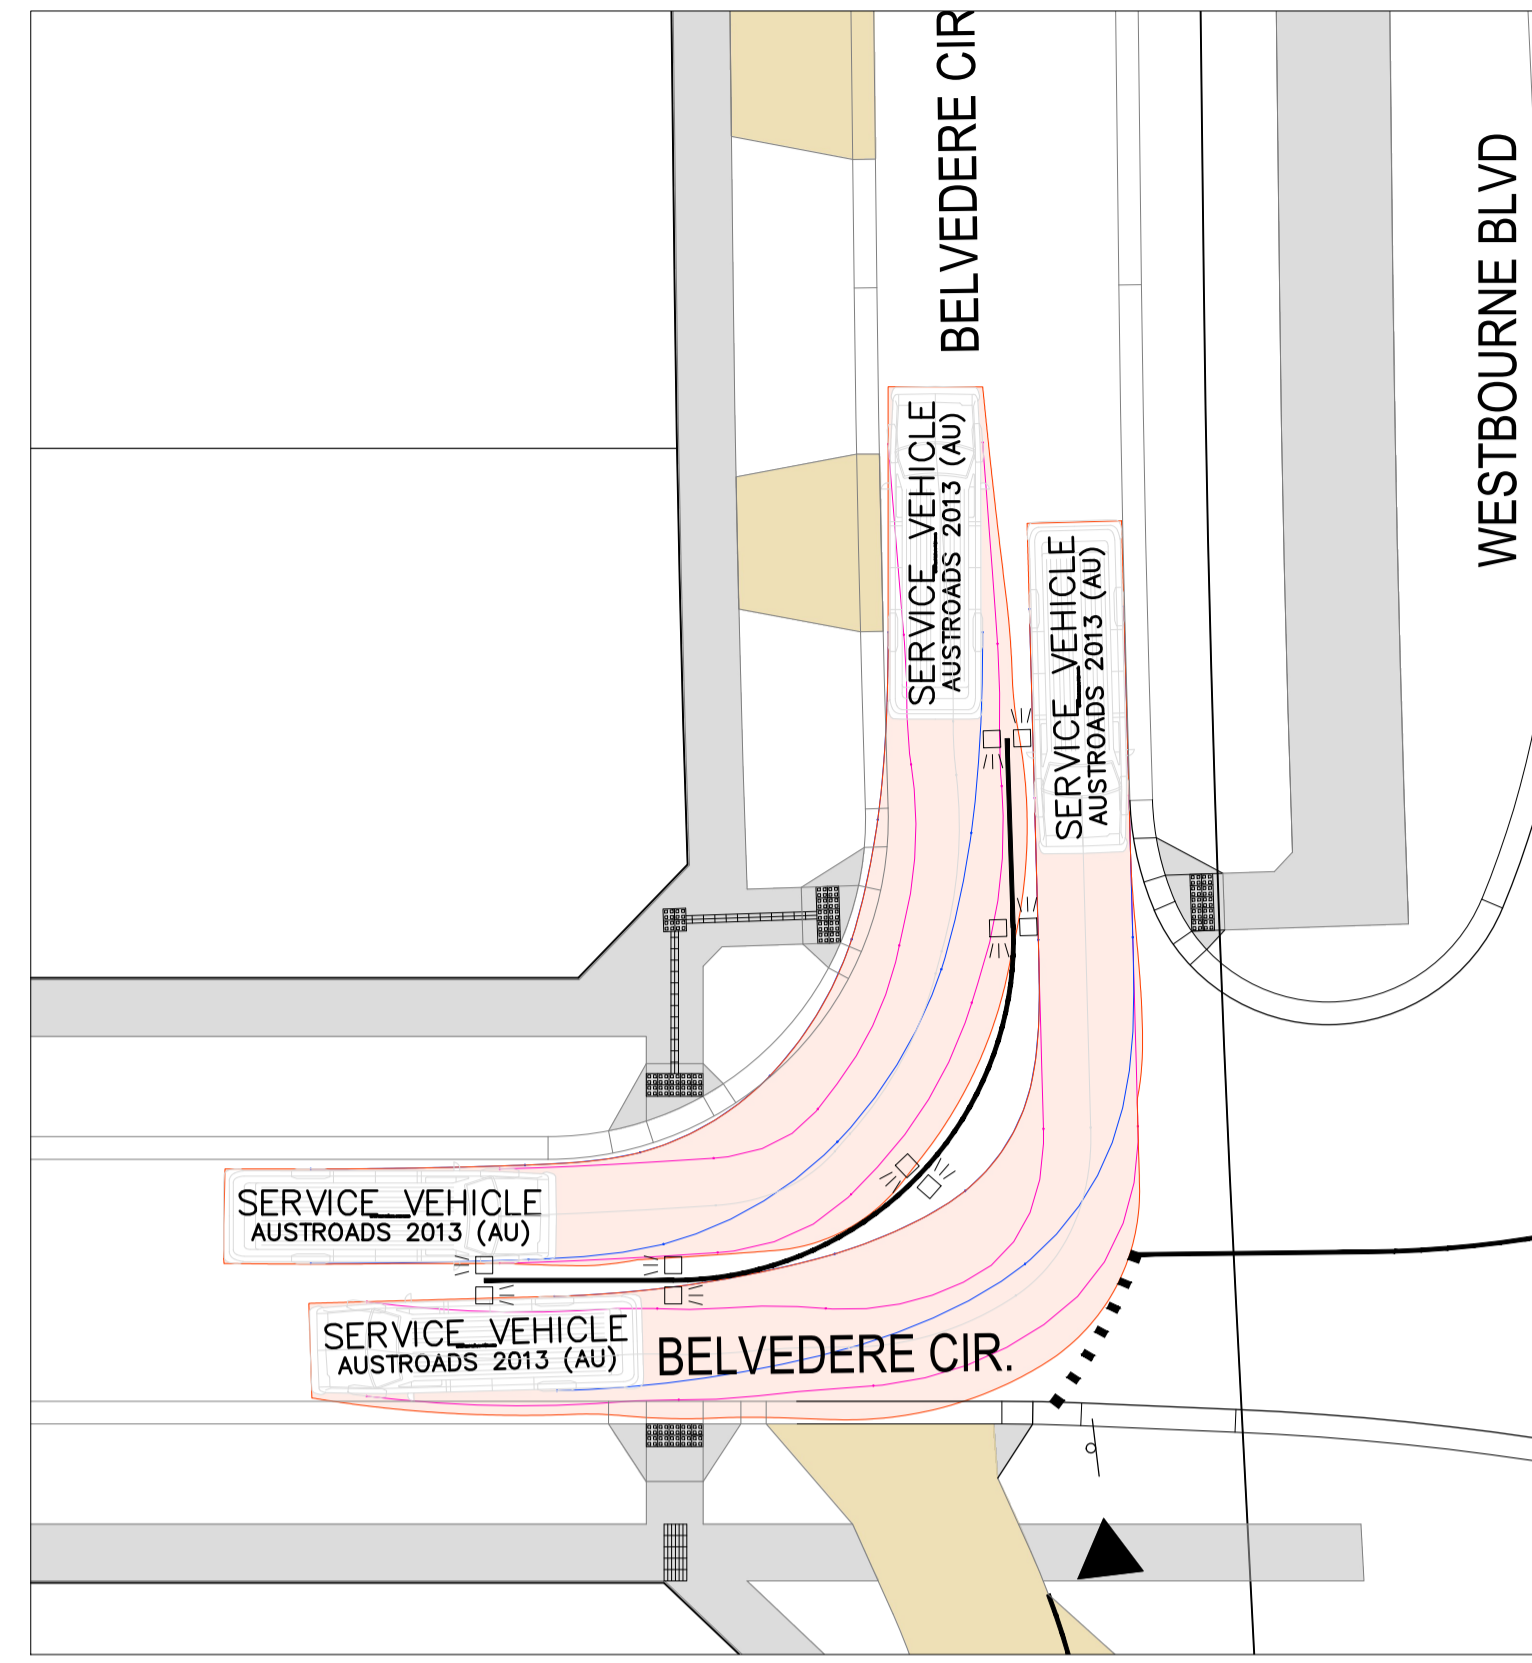 BELVEDERE CIR
WESTBOURNE BLVD
SERVICE_VEHICLE
AUSTROADS 2013 (AU)
SERVICE_VEHICLE
AUSTROADS 2013 (AU)
SERVICE_VEHICLE
AUSTROADS 2013 (AU)
SERVICE_VEHICLE
AUSTROADS 2013 (AU)
BELVEDERE CIR.